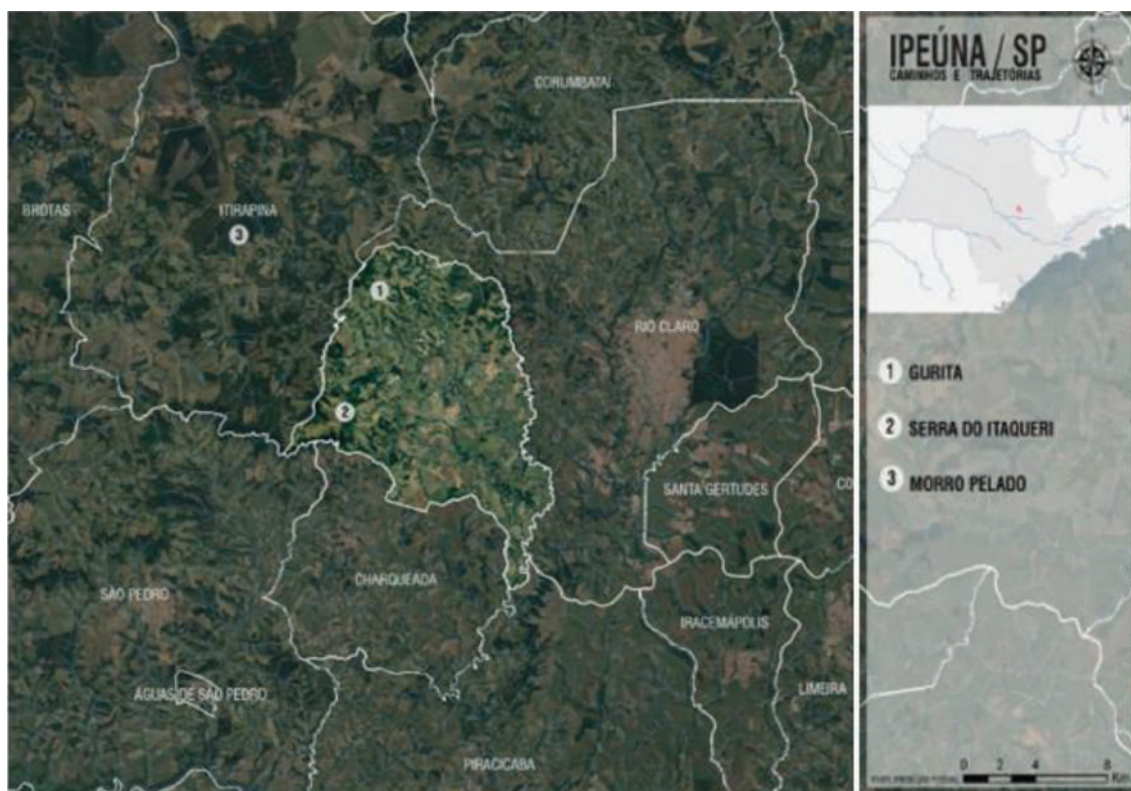 CORUMBATAÍ
BROTAS
ITIRAPINA
3
1
RIO CLARO
2
SANTA GERTUDES
CO
CHARQUEADA
SÃO PEDRO
IRACEMÁPOLIS
ÁGUAS DE SÃO PEDRO
LIMEIRA
PIRACICABA
IPEÚNA / SP
CAMINHOS E TRAJETÓRIAS
1 GURITA
2 SERRA DO ITAQUERI
3 MORRO PELADO
0 2 4 8
Km